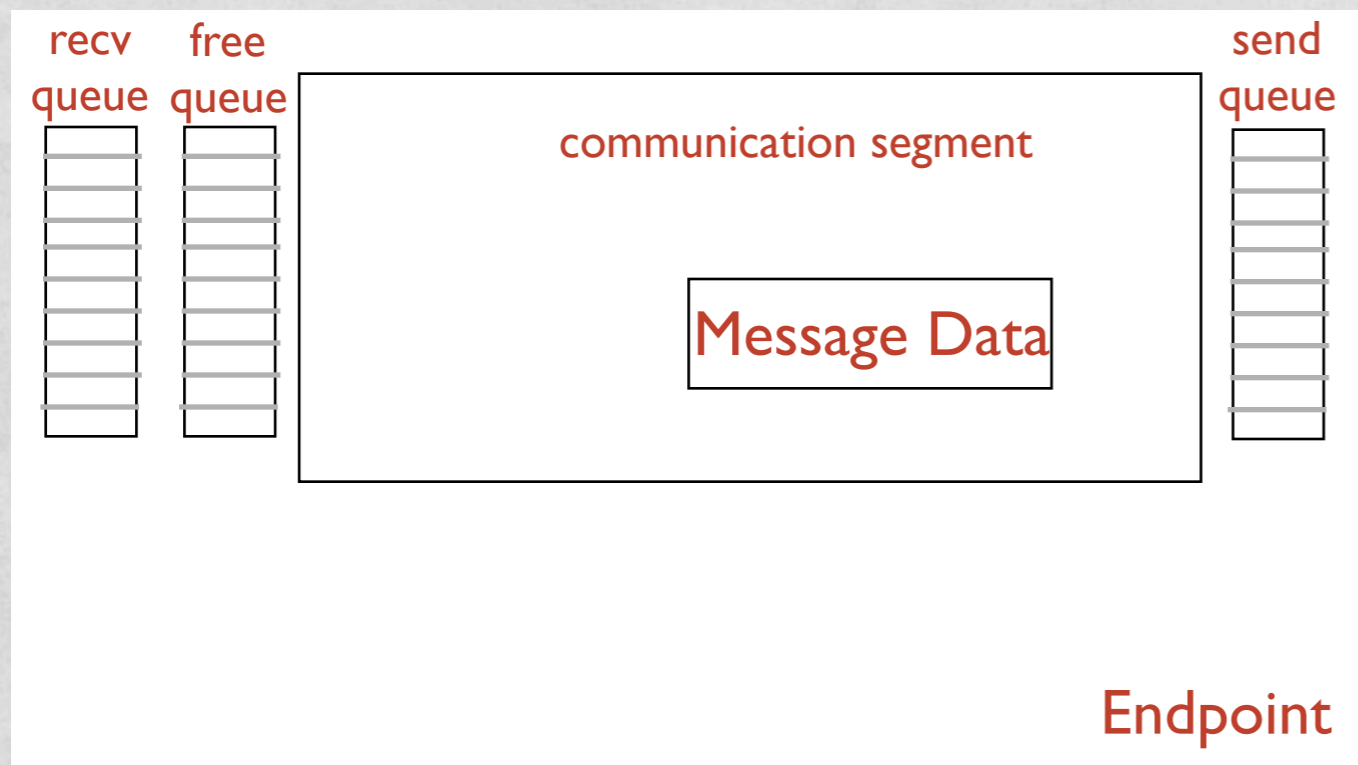 recv
queue
free
queue
send
queue
communication segment
Message Data
Endpoint